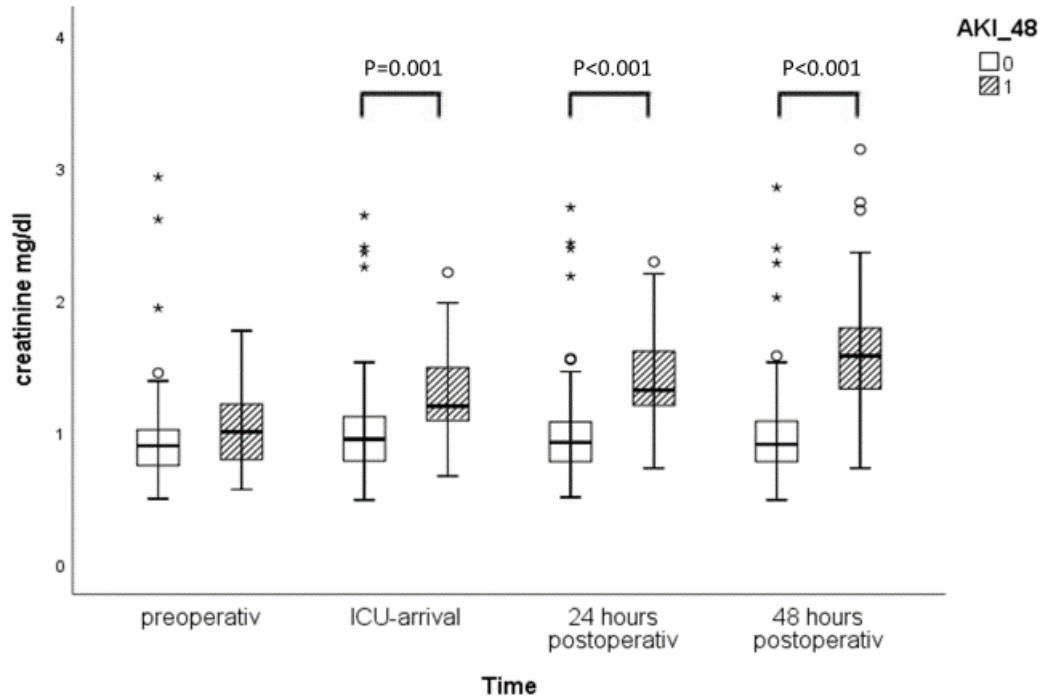 AKI_48
0
1
P=0.001
P<0.001
P<0.001
creatinine mg/dl
4
3
2
1
0
preoperativ
ICU-arrival
24 hours
postoperativ
48 hours
postoperativ
Time